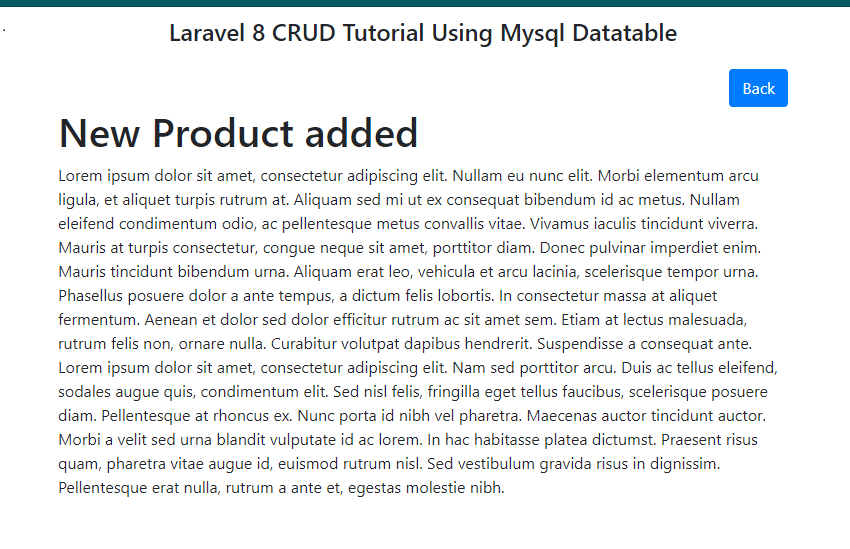 Laravel 8 CRUD Tutorial Using Mysql Datatable
Back
New Product added
Lorem ipsum dolor sit amet, consectetur adipiscing elit. Nullam eu nunc elit. Morbi elementum arcu
ligula, et aliquet turpis rutrum at. Aliquam sed mi ut ex consequat bibendum id ac metus. Nullam
eleifend condimentum odio, ac pellentesque metus convallis vitae. Vivamus iaculis tincidunt viverra.
Mauris at turpis consectetur, congue neque sit amet, porttitor diam. Donec pulvinar imperdiet enim.
Mauris tincidunt bibendum urna. Aliquam erat leo, vehicula et arcu lacinia, scelerisque tempor urna.
Phasellus posuere dolor a ante tempus, a dictum felis lobortis. In consectetur massa at aliquet
fermentum. Aenean et dolor sed dolor efficitur rutrum ac sit amet sem. Etiam at lectus malesuada,
rutrum felis non, ornare nulla. Curabitur volutpat dapibus hendrerit. Suspendisse a consequat ante.
Lorem ipsum dolor sit amet, consectetur adipiscing elit. Nam sed porttitor arcu. Duis ac tellus eleifend,
sodales augue quis, condimentum elit. Sed nisl felis, fringilla eget tellus faucibus, scelerisque posuere
diam. Pellentesque at rhoncus ex. Nunc porta id nibh vel pharetra. Maecenas auctor tincidunt auctor.
Morbi a velit sed urna blandit vulputate id ac lorem. In hac habitasse platea dictumst. Praesent risus
quam, pharetra vitae augue id, euismod rutrum nisl. Sed vestibulum gravida risus in dignissim.
Pellentesque erat nulla, rutrum a ante et, egestas molestie nibh.